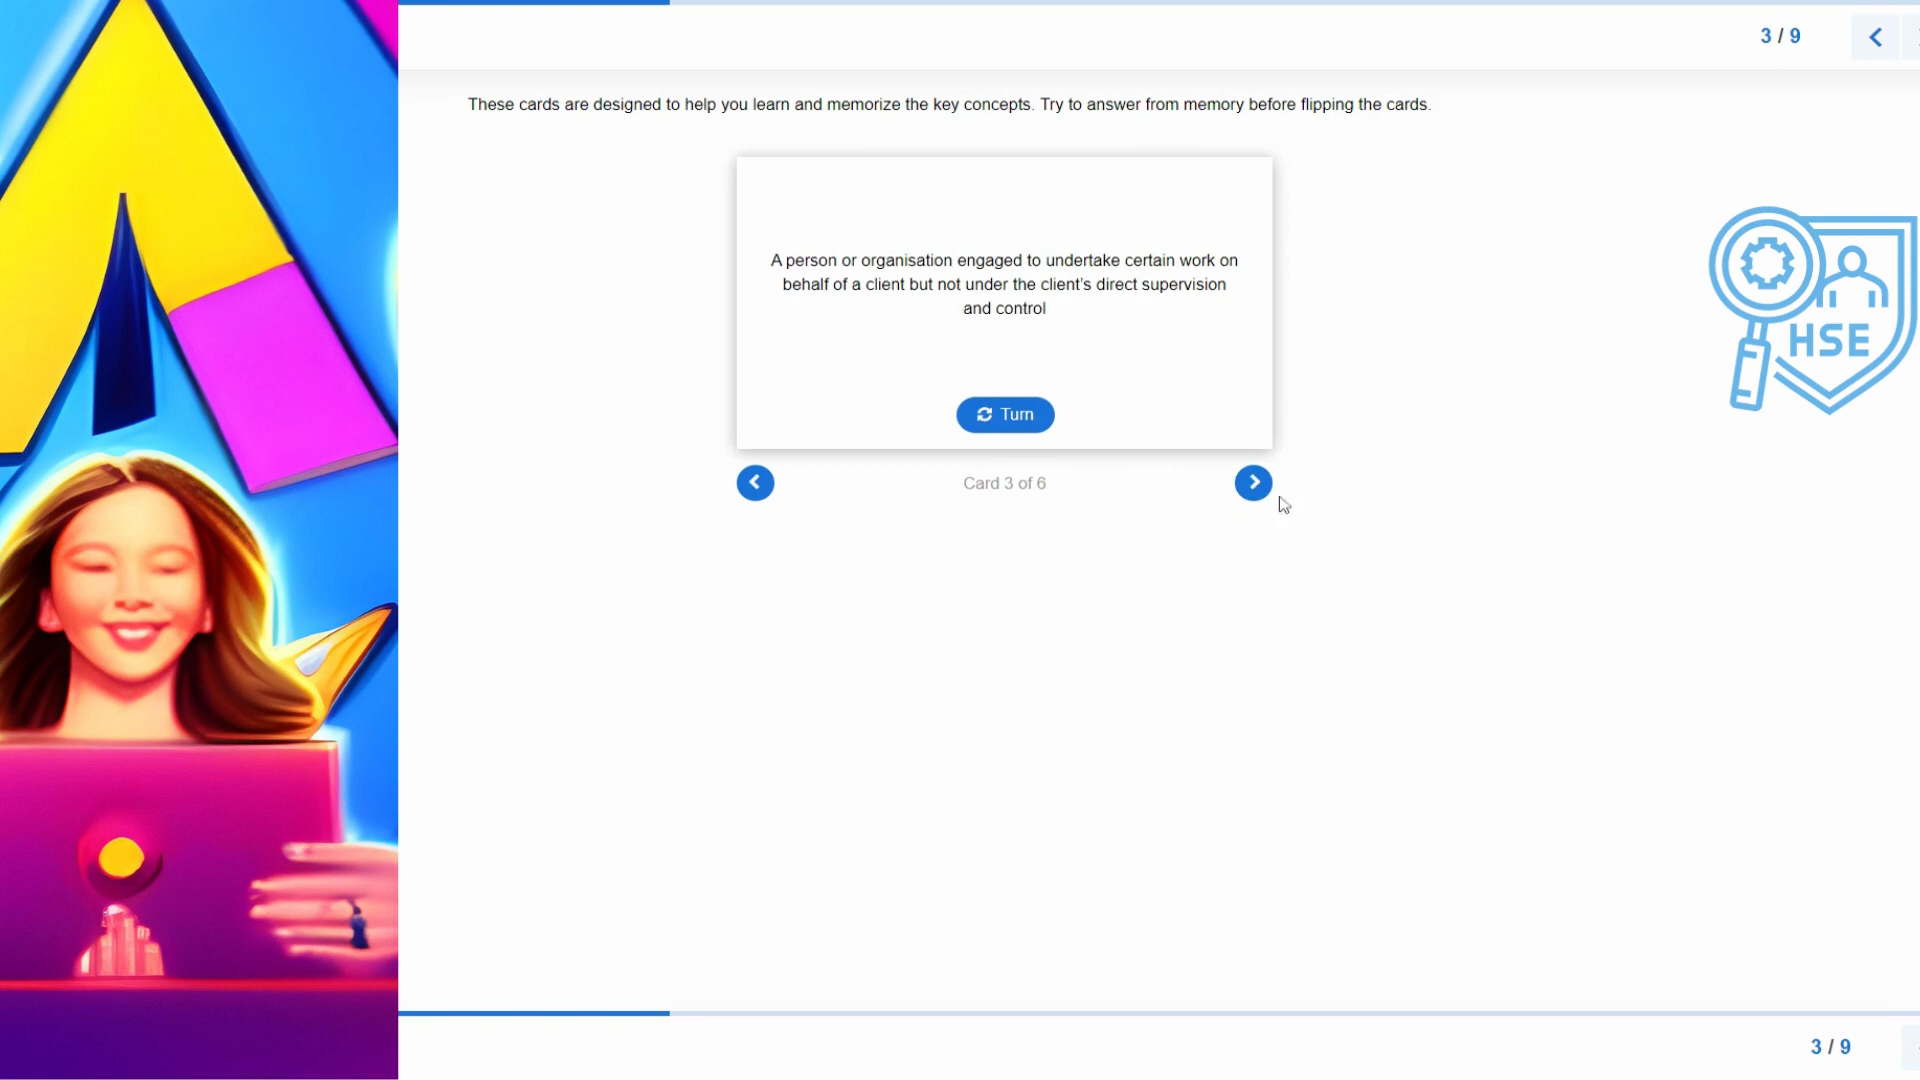 3 / 9
These cards are designed to help you learn and memorize the key concepts. Try to answer from memory before flipping the cards.
A person or organisation engaged to undertake certain work on
behalf of a client but not under the client's direct supervision
and control
Turn
Card 3 of 6
HSE
3 / 9